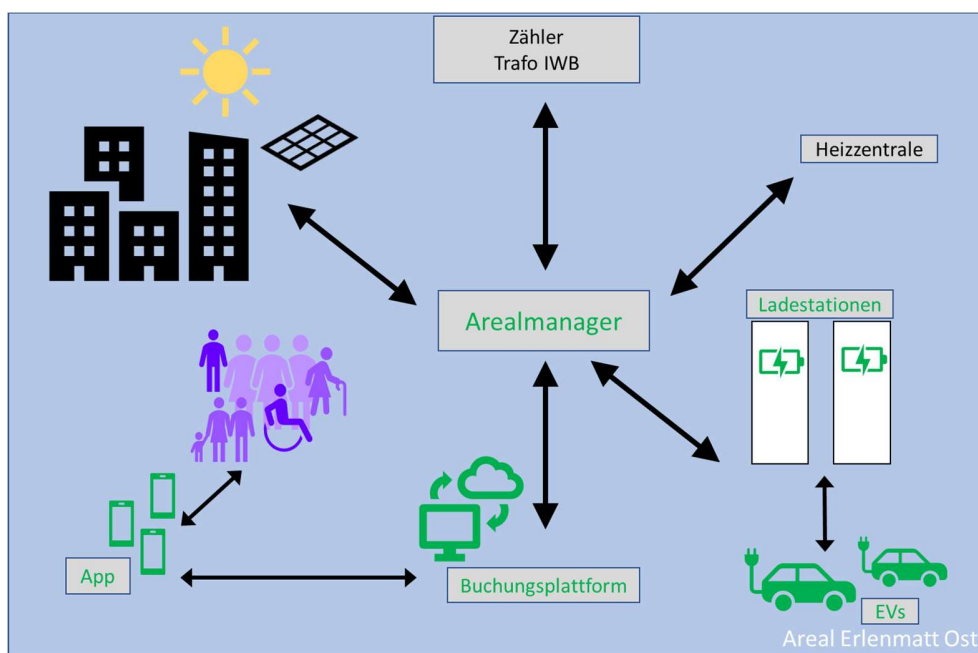 Zähler
Trafo IWB
Heizzentrale
Arealmanager
Ladestationen
App
Buchungsplattform
EVs
Areal Erlenmatt Ost